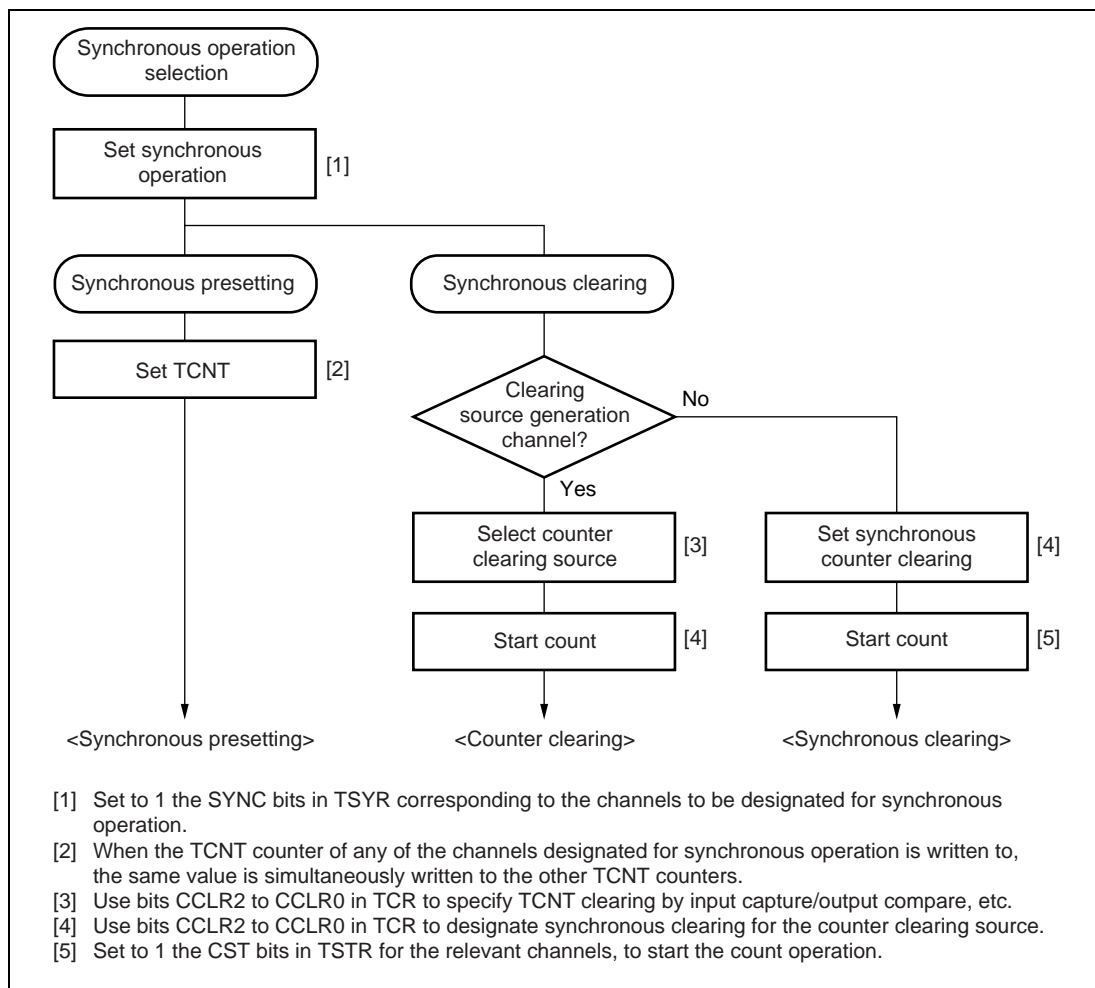 Synchronous operation
selection
Set synchronous
operation
[1]
Synchronous presetting
Synchronous clearing
Set TCNT
[2]
Clearing
source generation
channel?
No
Yes
Select counter
clearing source
[3]
Set synchronous
counter clearing
[4]
Start count
[4]
Start count
[5]
<Synchronous presetting>
<Counter clearing>
<Synchronous clearing>
[1] Set to 1 the SYNC bits in TSYR corresponding to the channels to be designated for synchronous
operation.
[2] When the TCNT counter of any of the channels designated for synchronous operation is written to,
the same value is simultaneously written to the other TCNT counters.
[3] Use bits CCLR2 to CCLR0 in TCR to specify TCNT clearing by input capture/output compare, etc.
[4] Use bits CCLR2 to CCLR0 in TCR to designate synchronous clearing for the counter clearing source.
[5] Set to 1 the CST bits in TSTR for the relevant channels, to start the count operation.